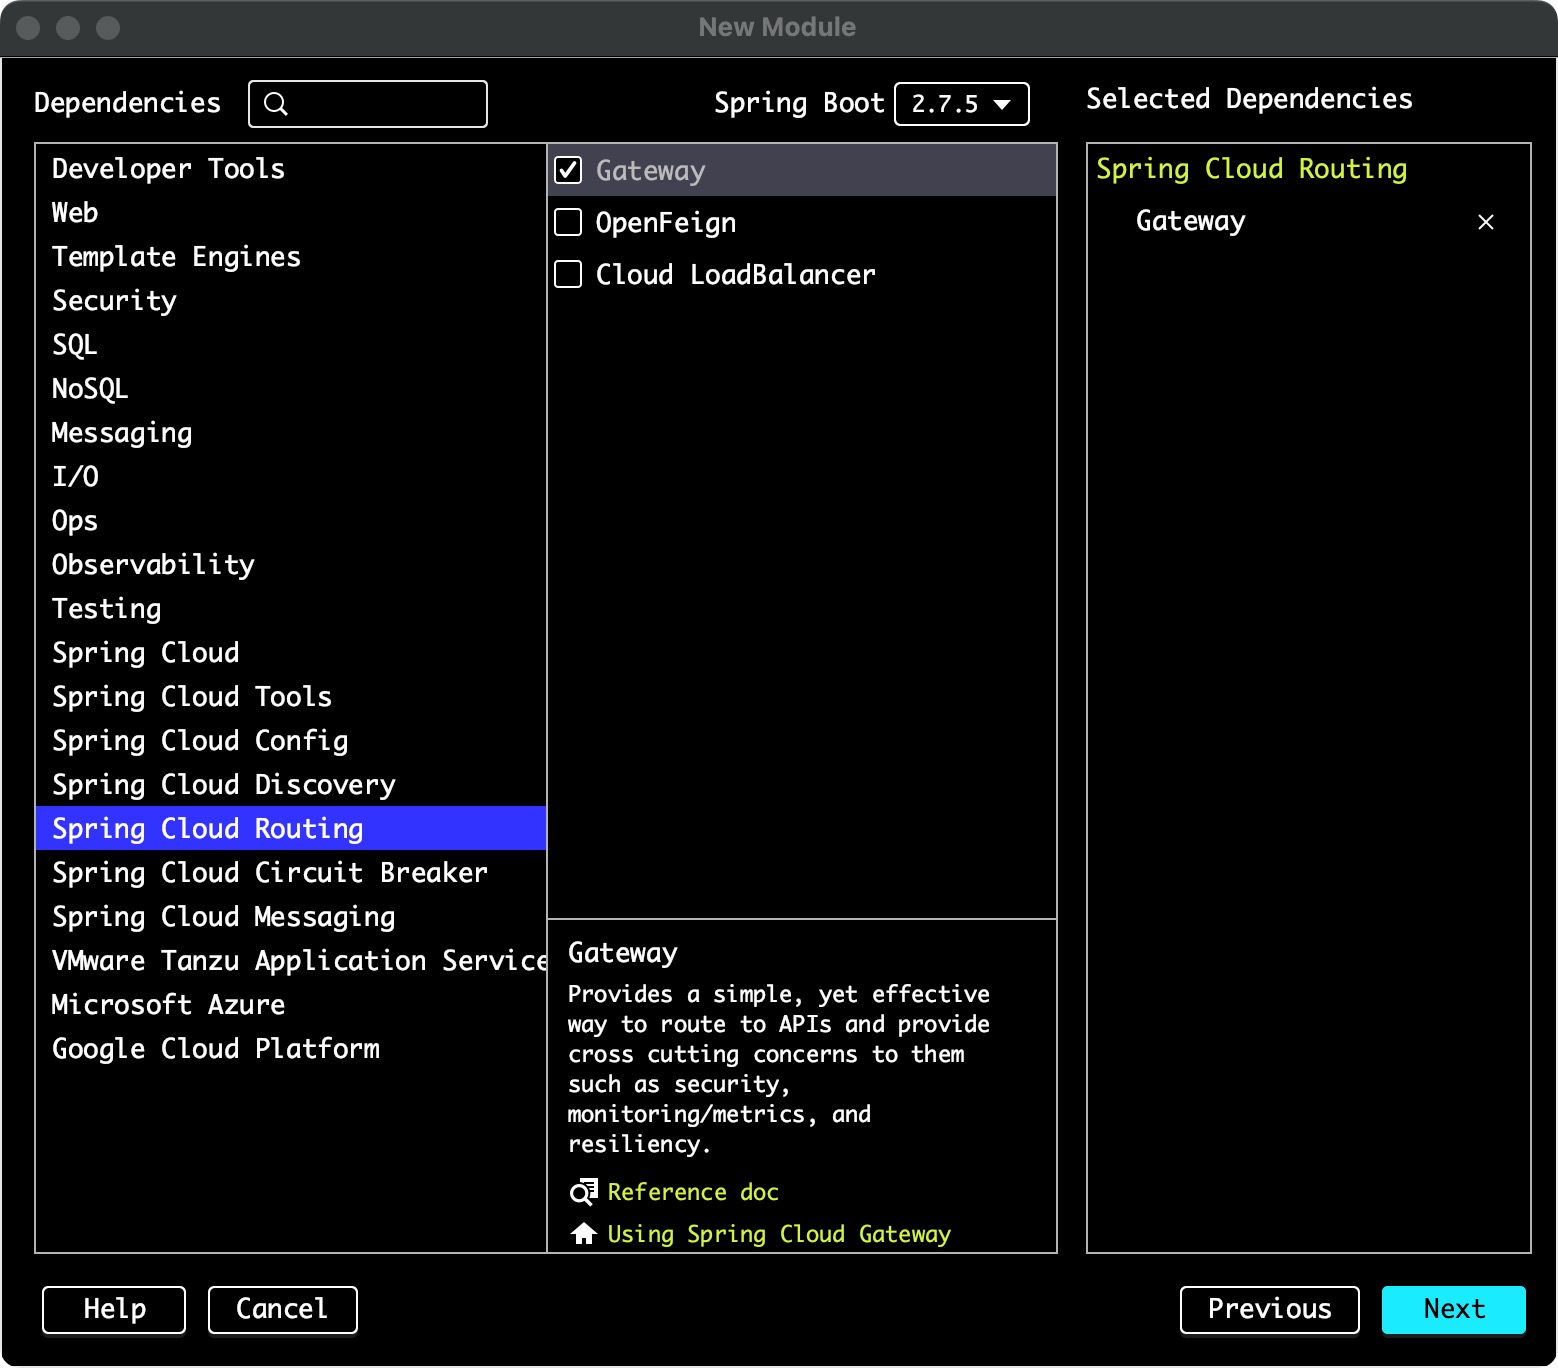 New Module
Dependencies
Spring Boot 2.7.5
Selected Dependencies
Developer Tools
Web
Template Engines
Security
SQL
NoSQL
Messaging
I/O
Ops
Observability
Testing
Spring Cloud
Spring Cloud Tools
Spring Cloud Config
Spring Cloud Discovery
Spring Cloud Routing
Spring Cloud Circuit Breaker
Spring Cloud Messaging
VMware Tanzu Application Service
Microsoft Azure
Google Cloud Platform
Gateway
OpenFeign
Cloud LoadBalancer
Gateway
Provides a simple, yet effective
way to route to APIs and provide
cross cutting concerns to them
such as security,
monitoring/metrics, and
resiliency.
Reference doc
Using Spring Cloud Gateway
Spring Cloud Routing
Gateway
Help
Cancel
Previous
Next